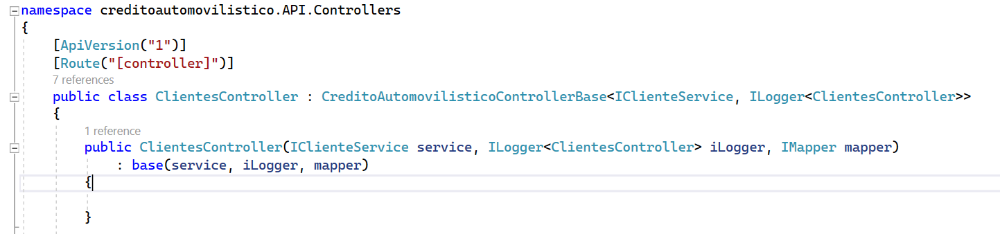 namespace creditoautomovilistico.API.Controllers
{
[ApiVersion("1")]
[Route("[controller]")]
7 references
public class ClientesController : CreditoAutomovilisticoControllerBase<IClienteService, ILogger<ClientesController>>
{
1 reference
public ClientesController(IClienteService service, ILogger<ClientesController> iLogger, IMapper mapper)
: base(service, iLogger, mapper)
{
}